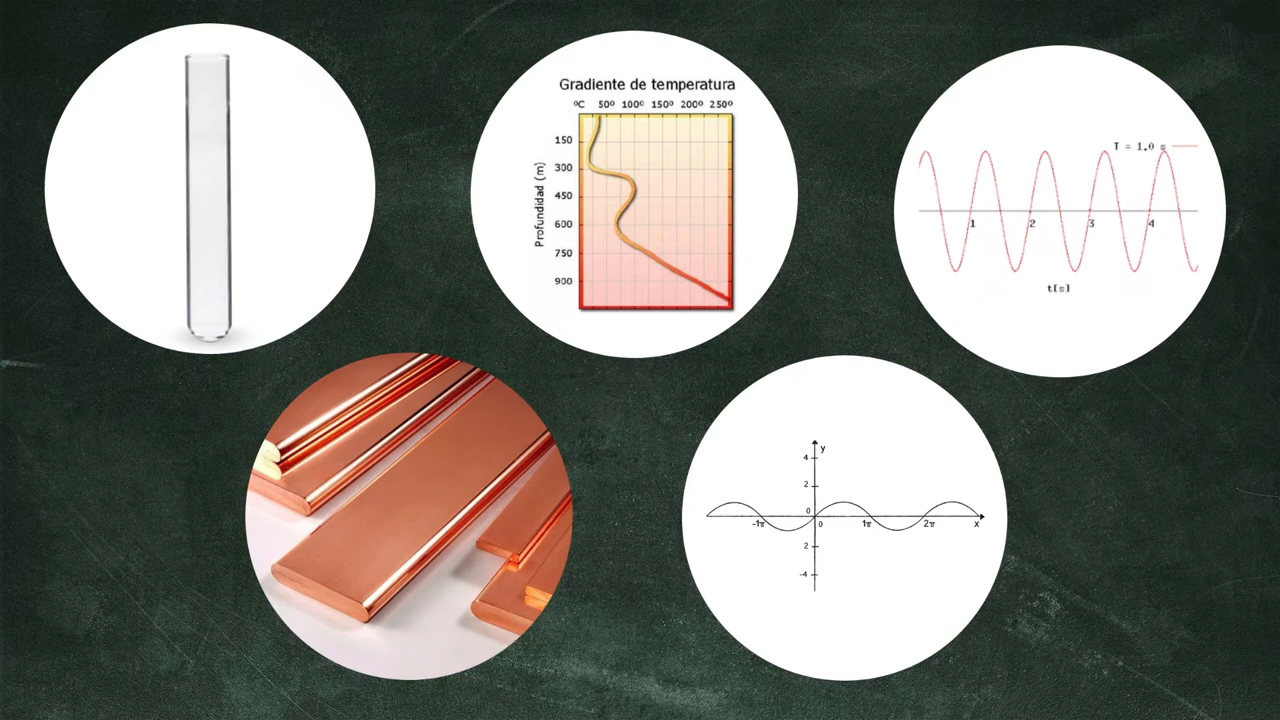 Gradiente de temperatura
ºC 50º 100º 150º 200º 250º
Profundidad (m)
150
300
450
600
750
900
T = 1.0 s
1 2 3 4
t[s]
y
4
2
0
-1π 0 1π 2π x
2
-4